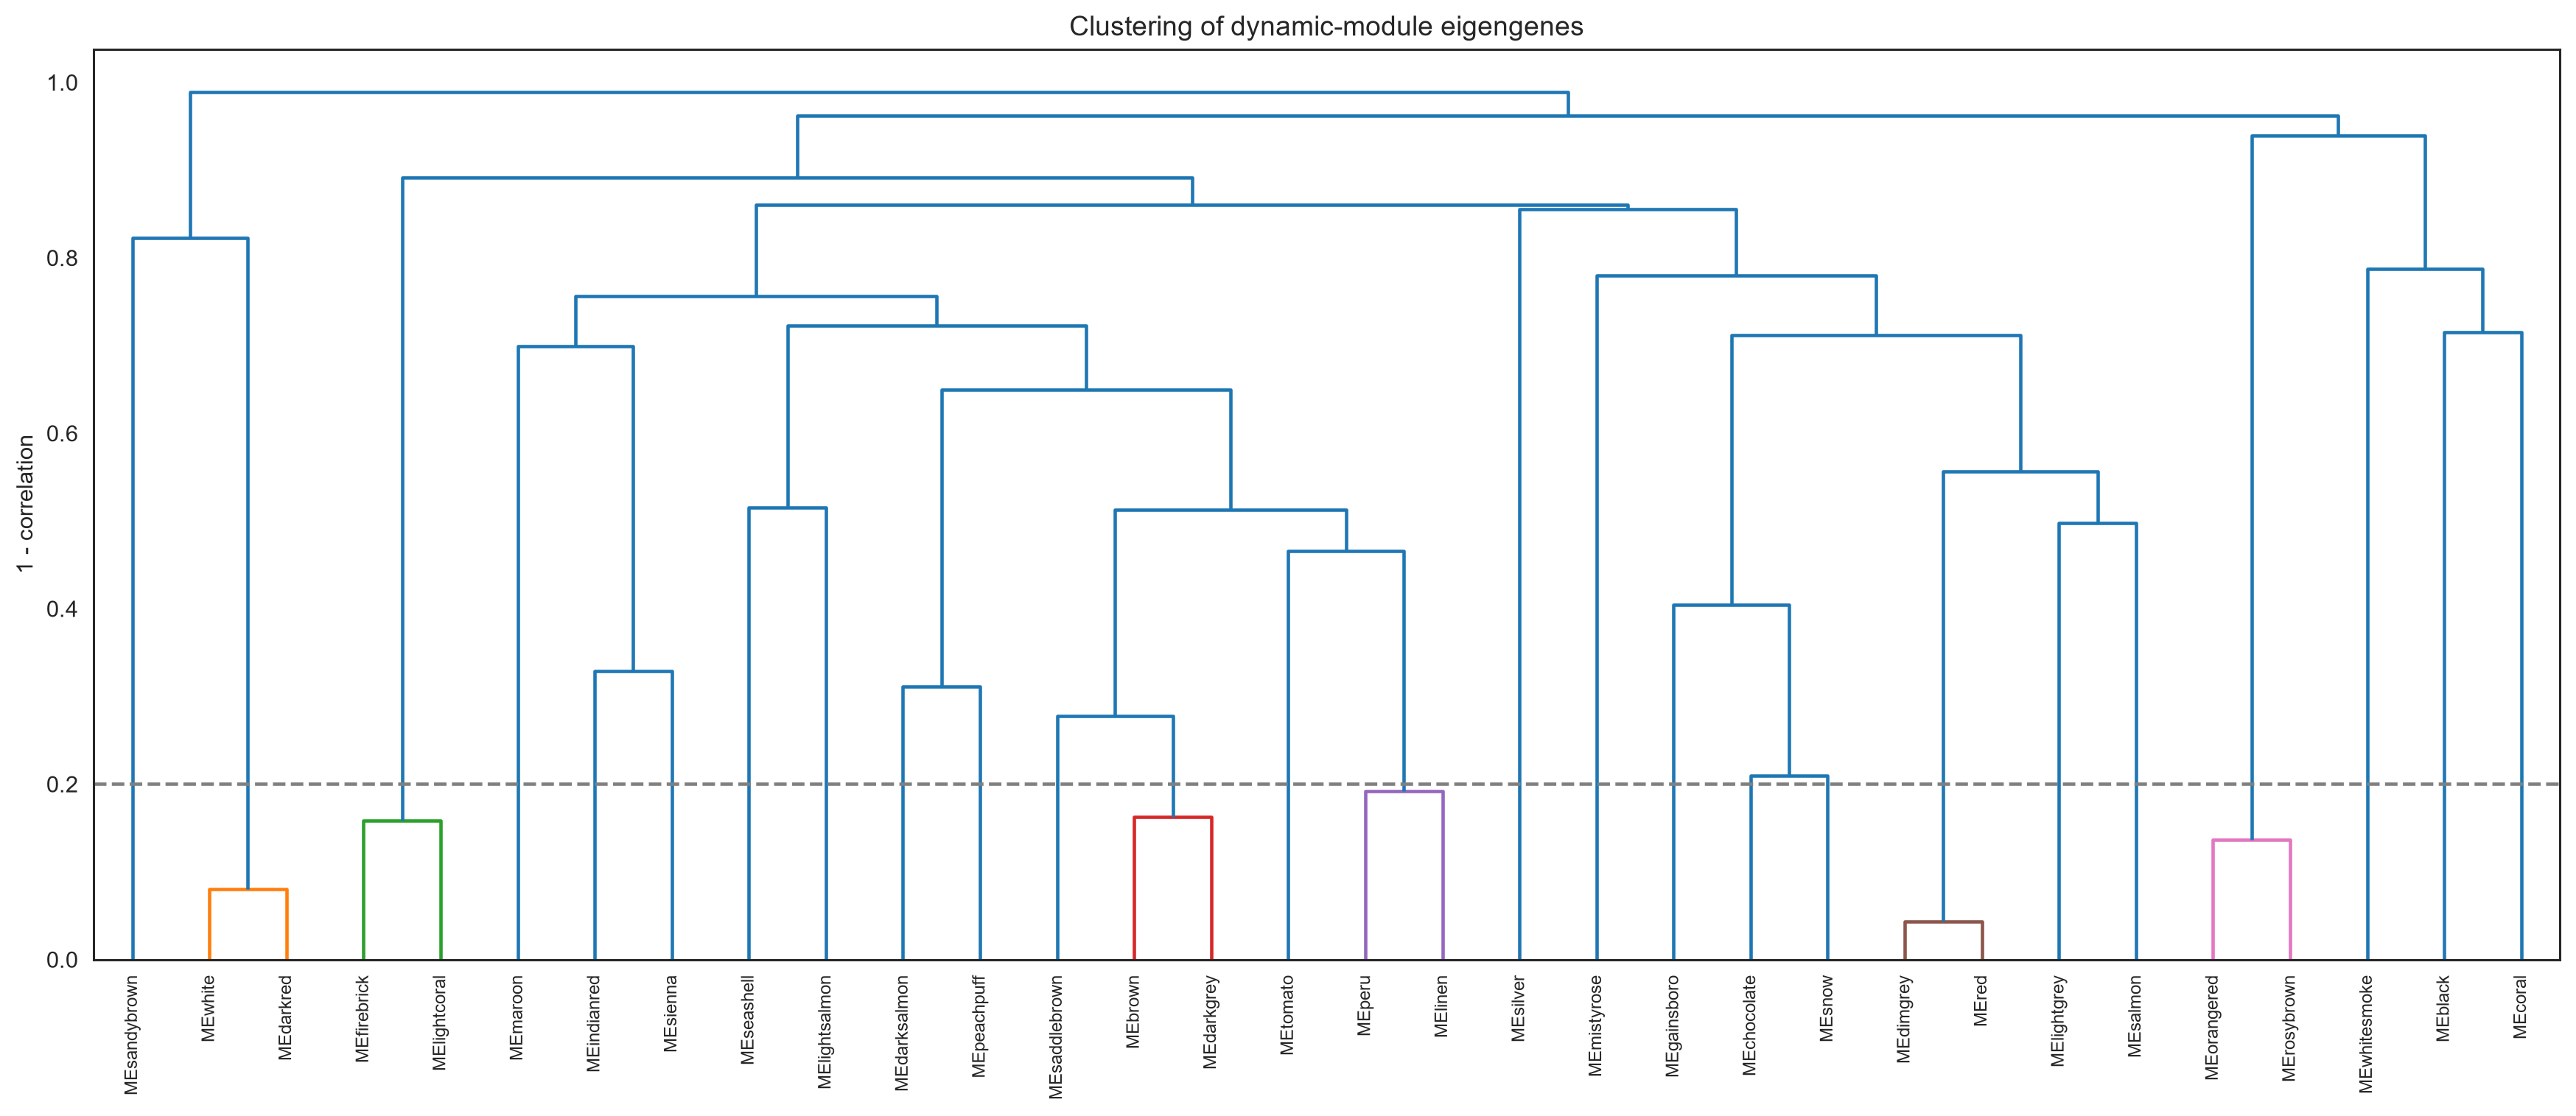 Clustering of dynamic-module eigengenes
1 - correlation
1.0
0.8
0.6
0.4
0.2
0.0
MEsandybrown
MEwhite
MEdarkred
MEfirebrick
MElightcoral
MEmaroon
MEindianred
MEsienna
MEseashell
MElightsalmon
MEdarksalmon
MEpeachpuff
MEsaddlebrown
MEbrown
MEdarkgrey
MEtomato
MEperu
MElinen
MEsilver
MEmistyrose
MEgainsboro
MEchocolate
MEsnow
MEdimgrey
MEred
MElightgrey
MEsalmon
MEorangered
MErosybrown
MEwhitesmoke
MEblack
MEcoral